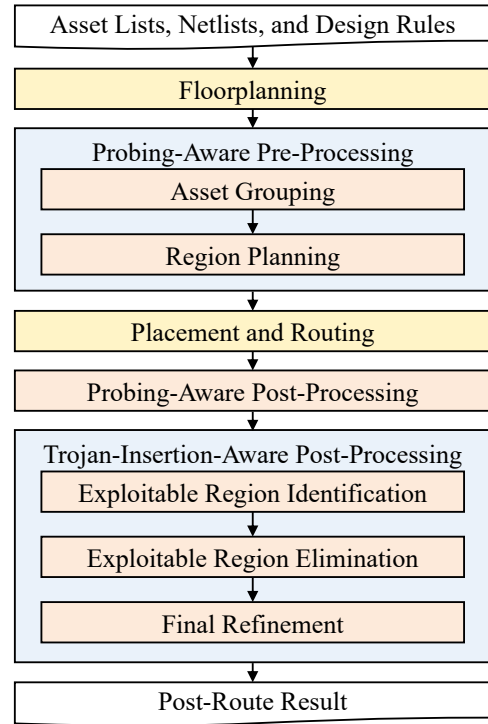 Asset Lists, Netlists, and Design Rules
Floorplanning
Probing-Aware Pre-Processing
Asset Grouping
Region Planning
Placement and Routing
Probing-Aware Post-Processing
Trojan-Insertion-Aware Post-Processing
Exploitable Region Identification
Exploitable Region Elimination
Final Refinement
Post-Route Result